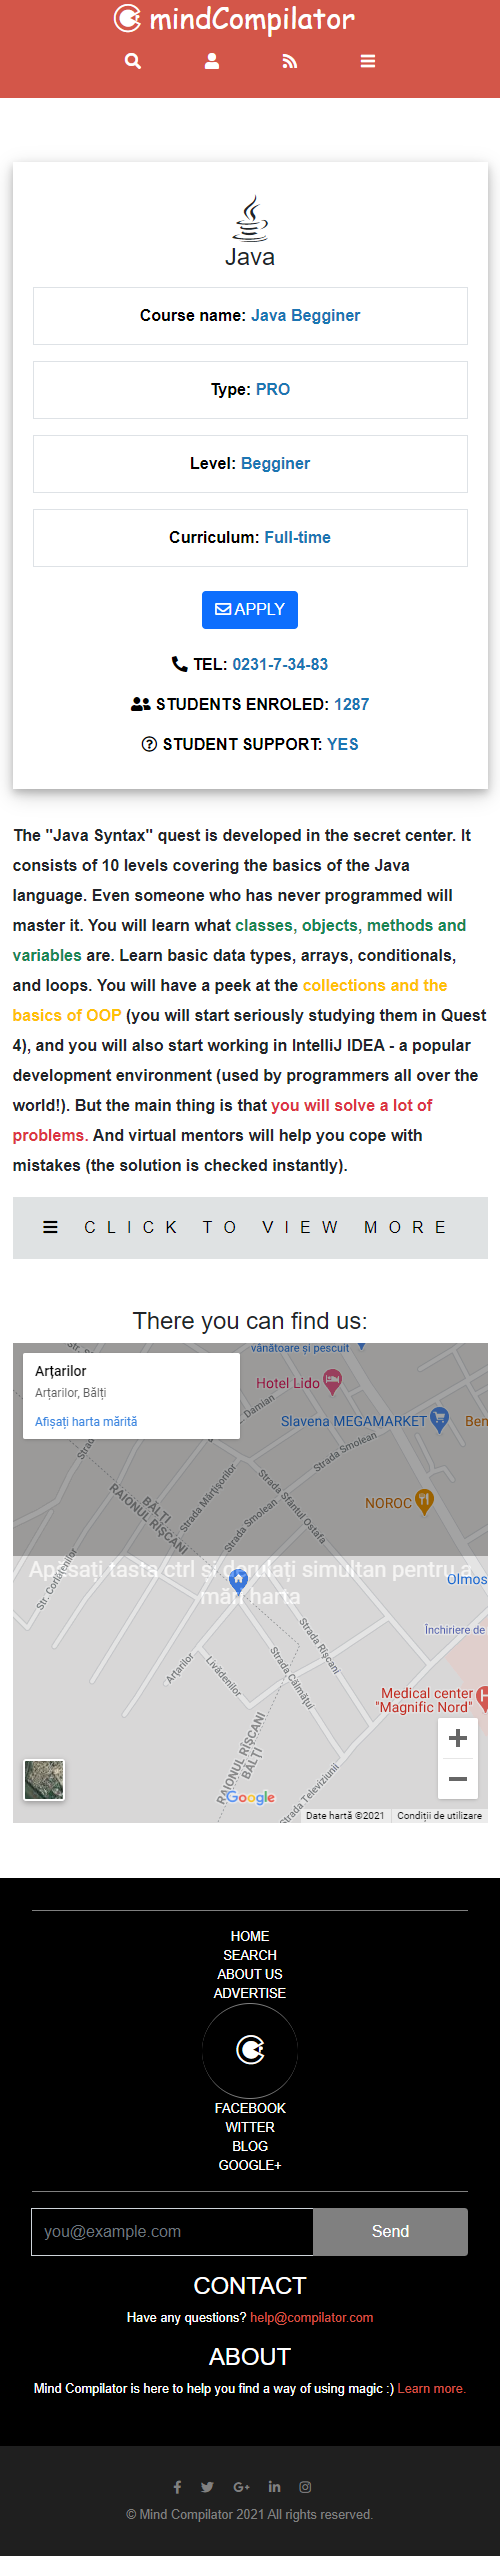 mindCompilator
Java
Course name: Java Begginer
Type: PRO
Level: Begginer
Curriculum: Full-time
APPLY
TEL: 0231-7-34-83
STUDENTS ENROLED: 1287
STUDENT SUPPORT: YES
The "Java Syntax" quest is developed in the secret center. It
consists of 10 levels covering the basics of the Java
language. Even someone who has never programmed will
master it. You will learn what classes, objects, methods and
variables are. Learn basic data types, arrays, conditionals,
and loops. You will have a peek at the collections and the
basics of OOP (you will start seriously studying them in Quest
4), and you will also start working in IntelliJ IDEA - a popular
development environment (used by programmers all over the
world!). But the main thing is that you will solve a lot of
problems. And virtual mentors will help you cope with
mistakes (the solution is checked instantly).
CLICK TO VIEW MORE
There you can find us:
vânătoare și pescuit
Arțarilor
Arțarilor, Bălți
Afișați harta mărită
Hotel Lido
Damian
Slavena MEGAMARKET
Ben
Strada Smolean
Strada Mărțișorilor
Strada Sfântul Ostafa
BĂLȚI
RAIONUL RÎȘCANI
NOROC
Strada Smolean
Apăsați tasta ctrl și derulați simultan pentru a
mări harta
Str. Corlătenilor
Olmos
Închiriere de
Strada Rîșcani
Arțarilor
Livădenilor
Strada Călmățui
Medical center
"Magnific Nord"
RAIONUL RÎȘCANI
BĂLȚI
Strada Televiziunii
Google
Date hartă ©2021
Condiții de utilizare
HOME
SEARCH
ABOUT US
ADVERTISE
FACEBOOK
WITTER
BLOG
GOOGLE+
you@example.com
Send
CONTACT
Have any questions? help@compilator.com
ABOUT
Mind Compilator is here to help you find a way of using magic :) Learn more.
© Mind Compilator 2021 All rights reserved.